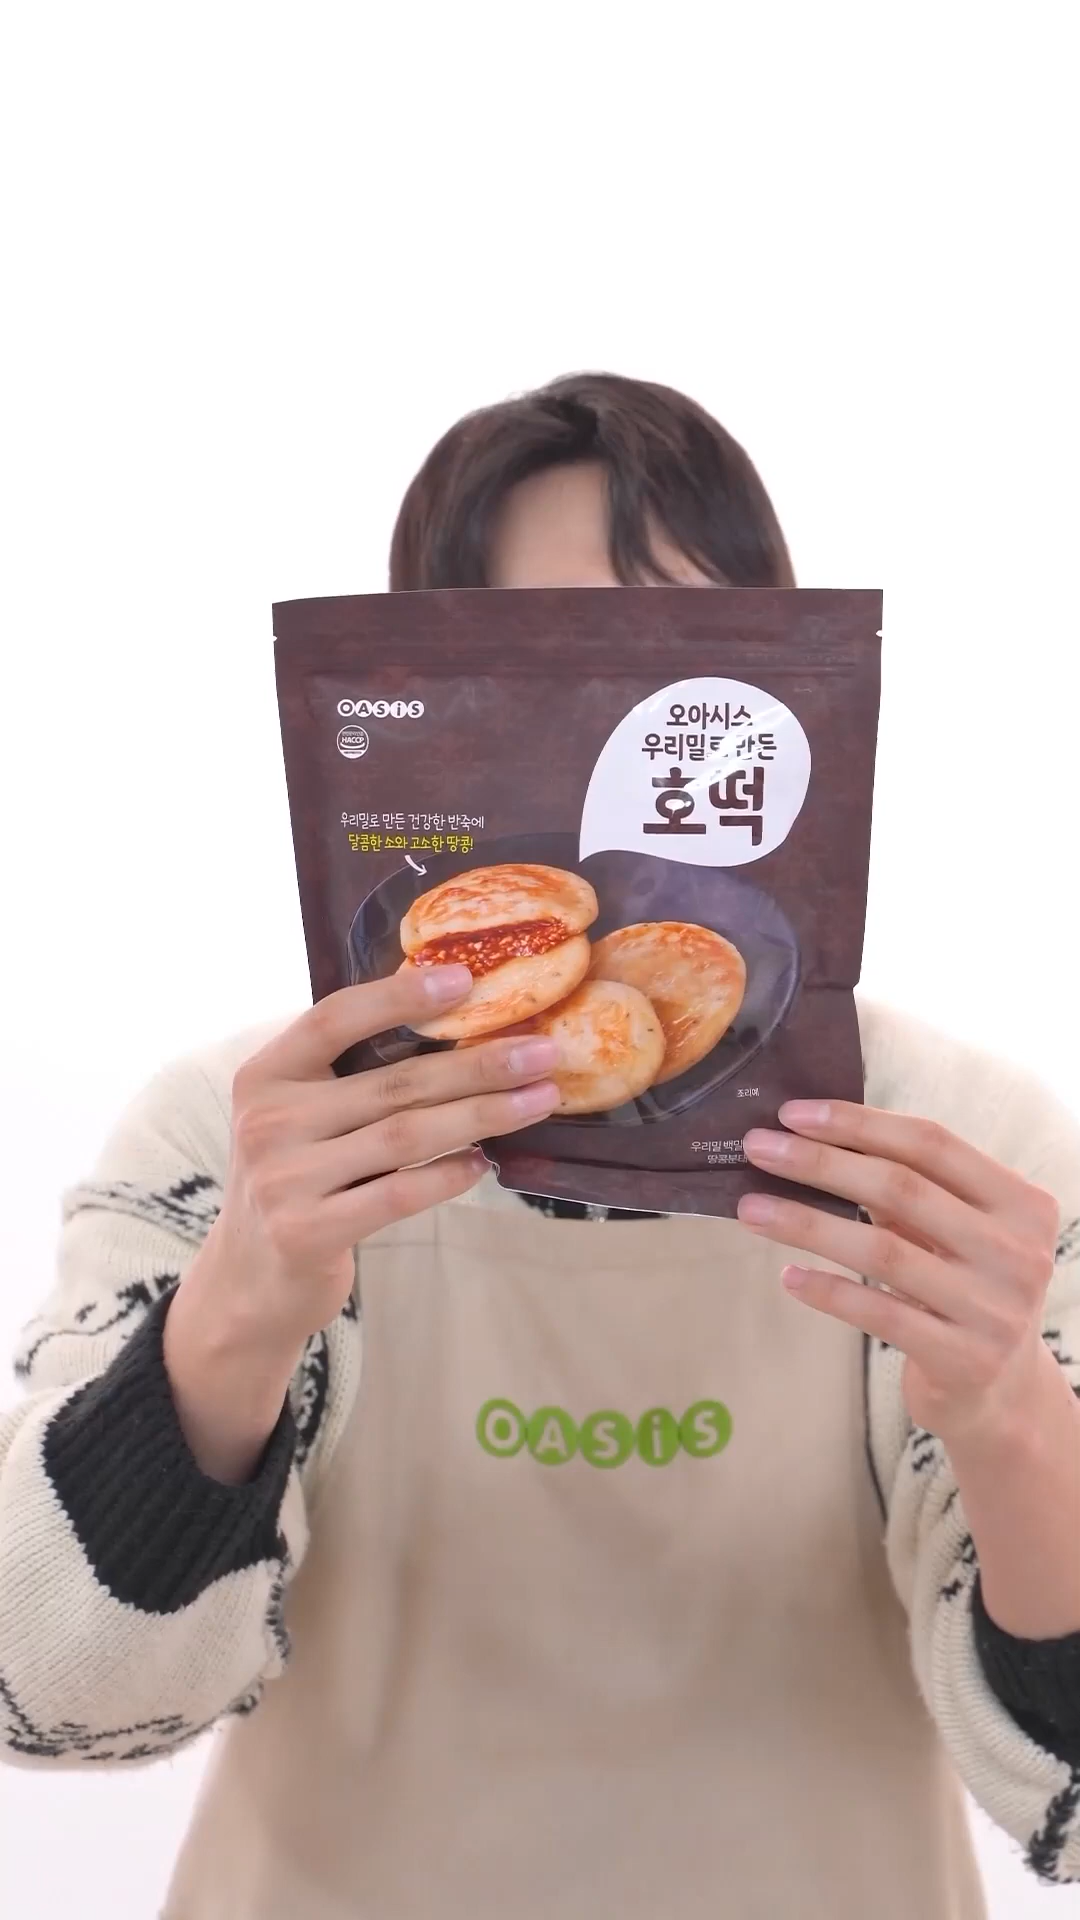 OASiS
HACCP
오아시스
우리밀로 만든
호떡
우리밀로 만든 건강한 반죽에
달콤한 소와 고소한 땅콩!
조리예
우리밀 백밀
땅콩분태
OASiS